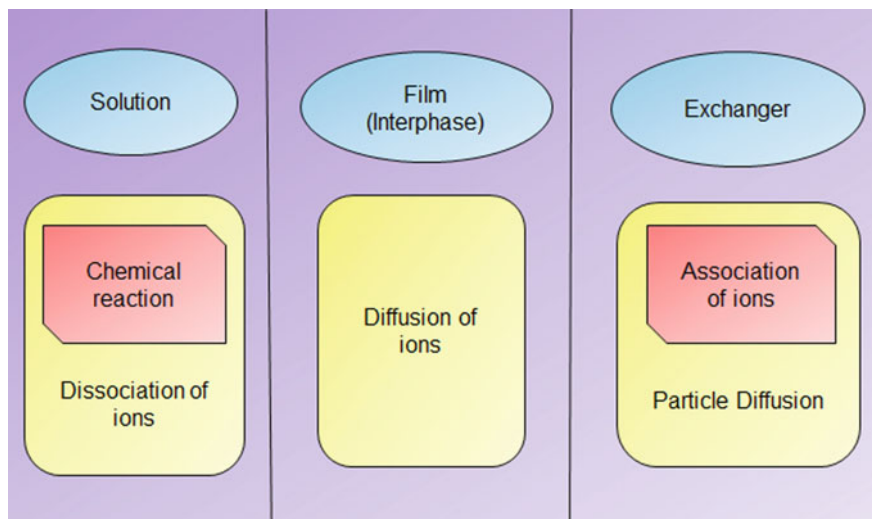 Solution
Chemical
reaction
Dissociation of
ions
Film
(Interphase)
Diffusion of
ions
Exchanger
Association
of ions
Particle Diffusion